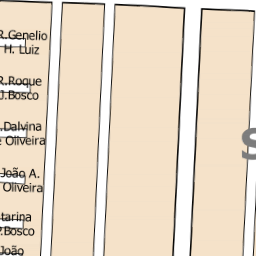 R.Genelio
H. Luiz
R.Roque
J.Bosco
.Dalvina
Oliveira
João A.
Oliveira
tarina
.Bosco
João
S